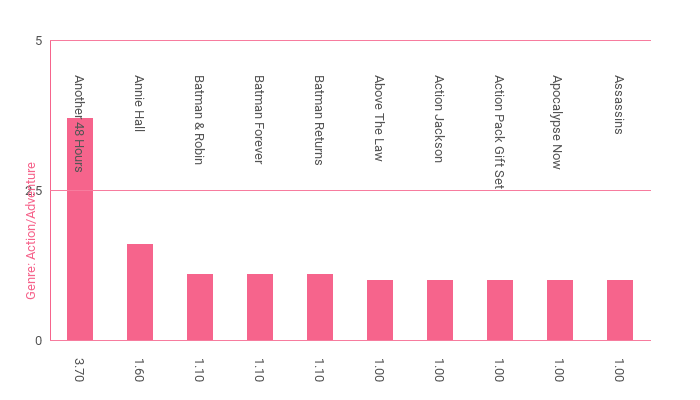 5
Another 48 Hours
Annie Hall
Batman & Robin
Batman Forever
Batman Returns
Above The Law
Action Jackson
Action Pack Gift Set
Apocalypse Now
Assassins
2.5
Genre: Action/Adventure
0
3.70
1.60
1.10
1.10
1.10
1.00
1.00
1.00
1.00
1.00